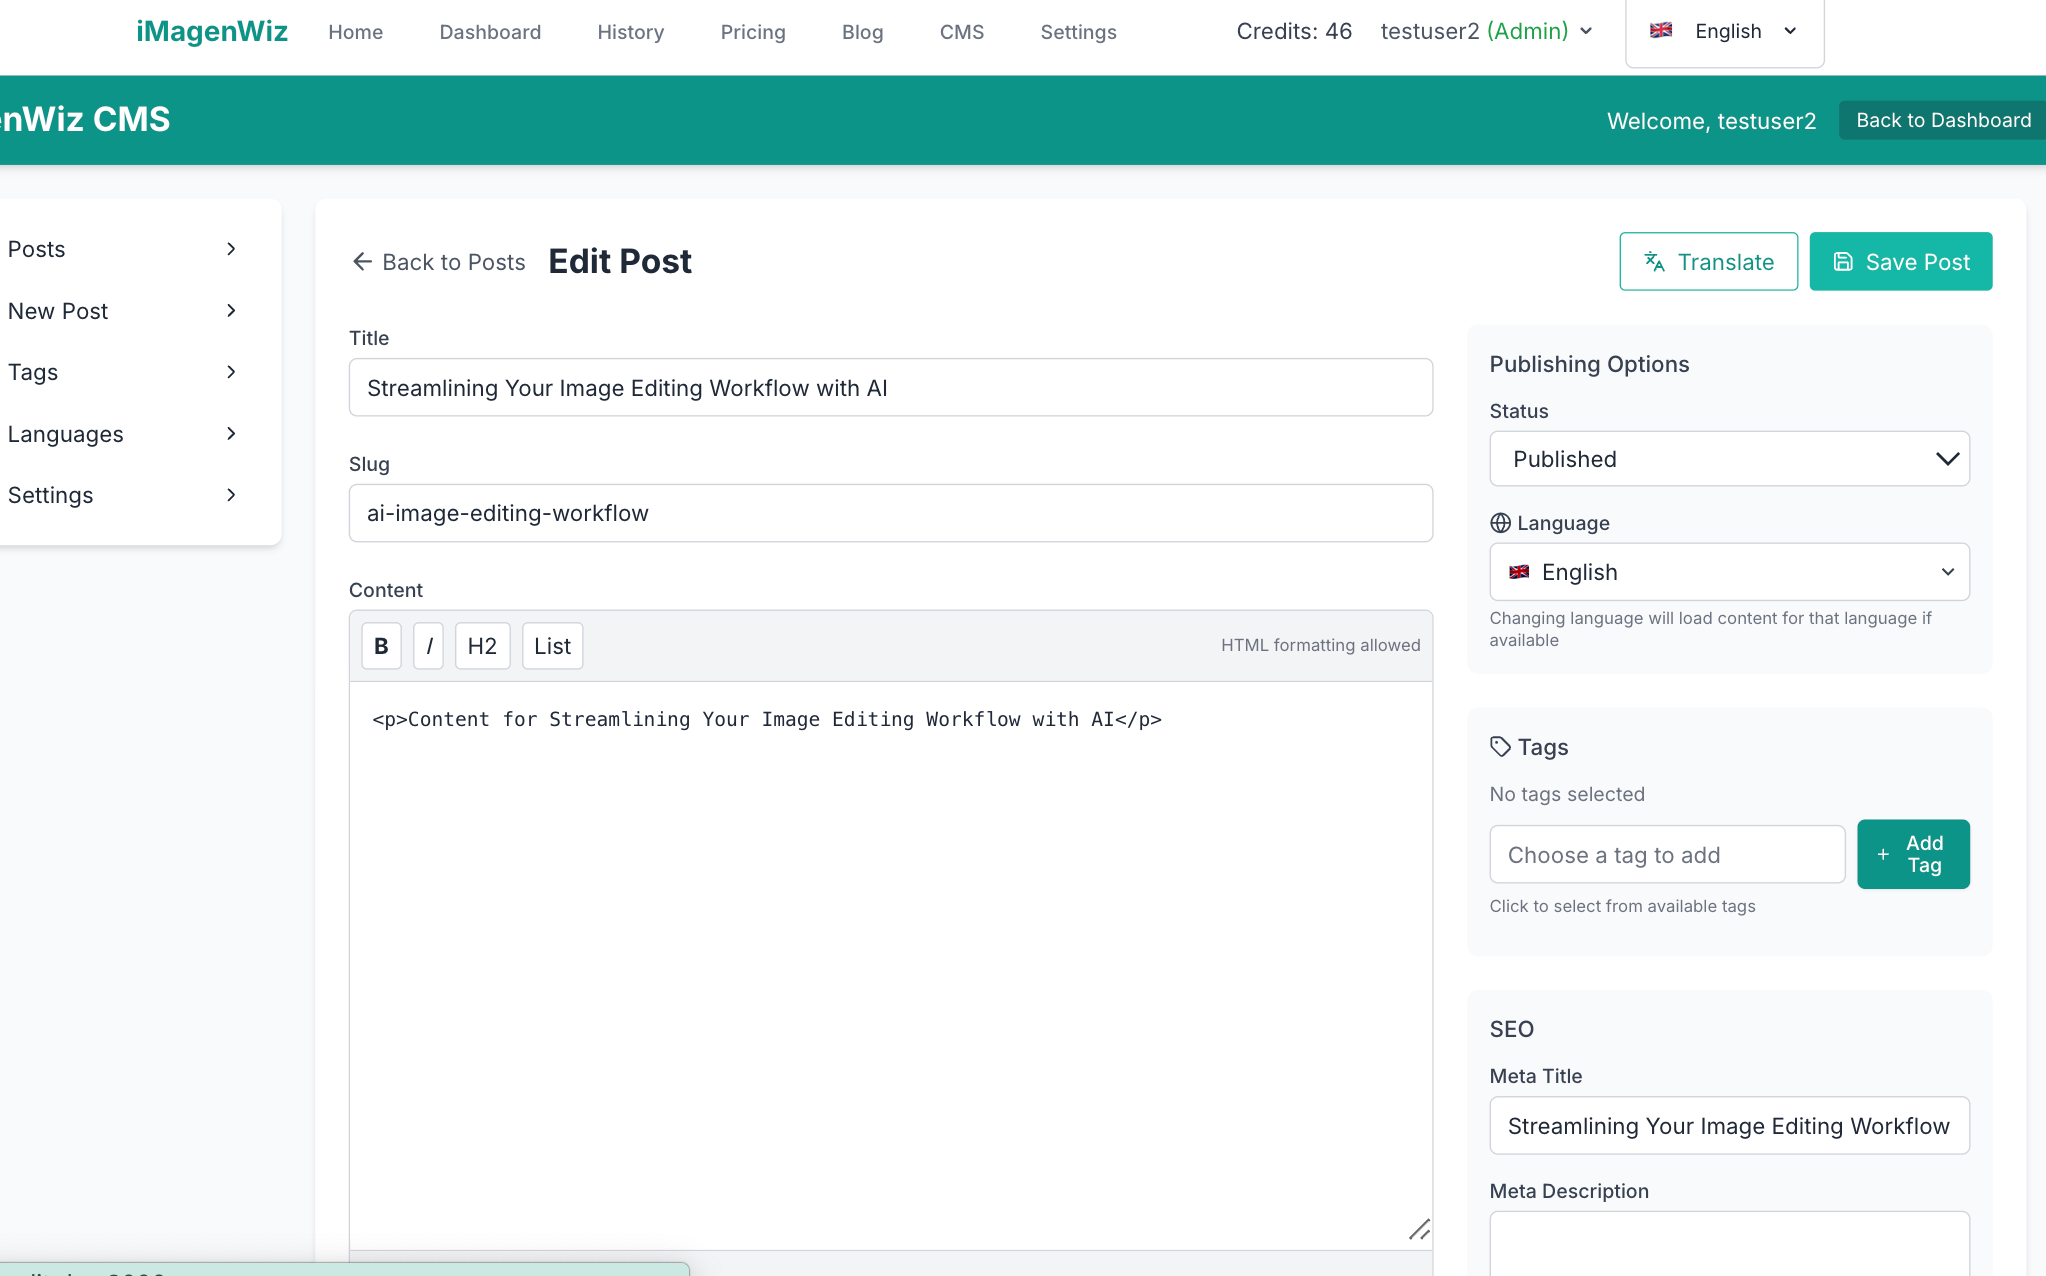 iMagenWiz
Home
Dashboard
History
Pricing
Blog
CMS
Settings
Credits: 46
testuser2 (Admin)
English
enWiz CMS
Welcome, testuser2
Back to Dashboard
Posts
New Post
Tags
Languages
Settings
Back to Posts
Edit Post
Translate
Save Post
Title
Streamlining Your Image Editing Workflow with AI
Slug
ai-image-editing-workflow
Content
B
I
H2
List
HTML formatting allowed
<p>Content for Streamlining Your Image Editing Workflow with AI</p>
Publishing Options
Status
Published
Language
English
Changing language will load content for that language if
available
Tags
No tags selected
Choose a tag to add
+ Add
Tag
Click to select from available tags
SEO
Meta Title
Streamlining Your Image Editing Workflow
Meta Description